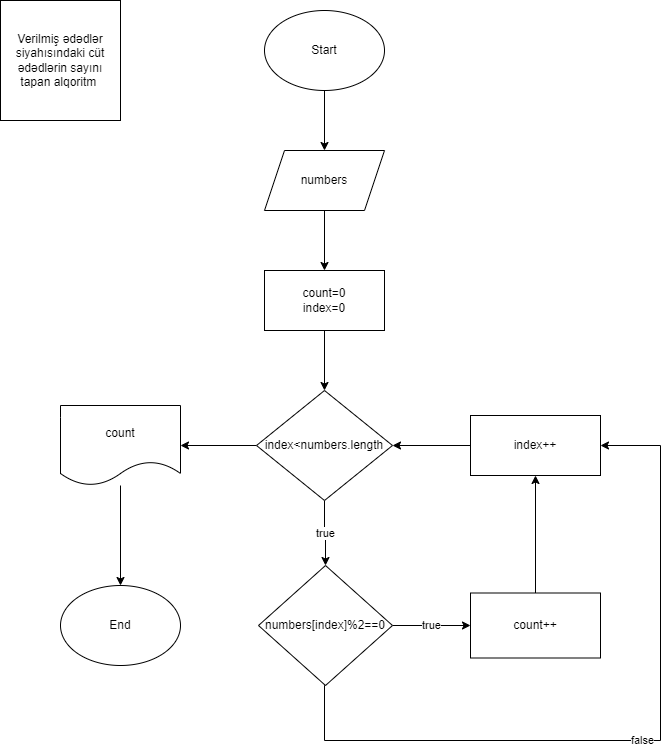 Verilmiş ədədlər
siyahısındaki cüt
ədədlərin sayını
tapan alqoritm
Start
numbers
count=0
index=0
count
index<numbers.length
index++
true
End
numbers[index]%2==0
true
count++
false